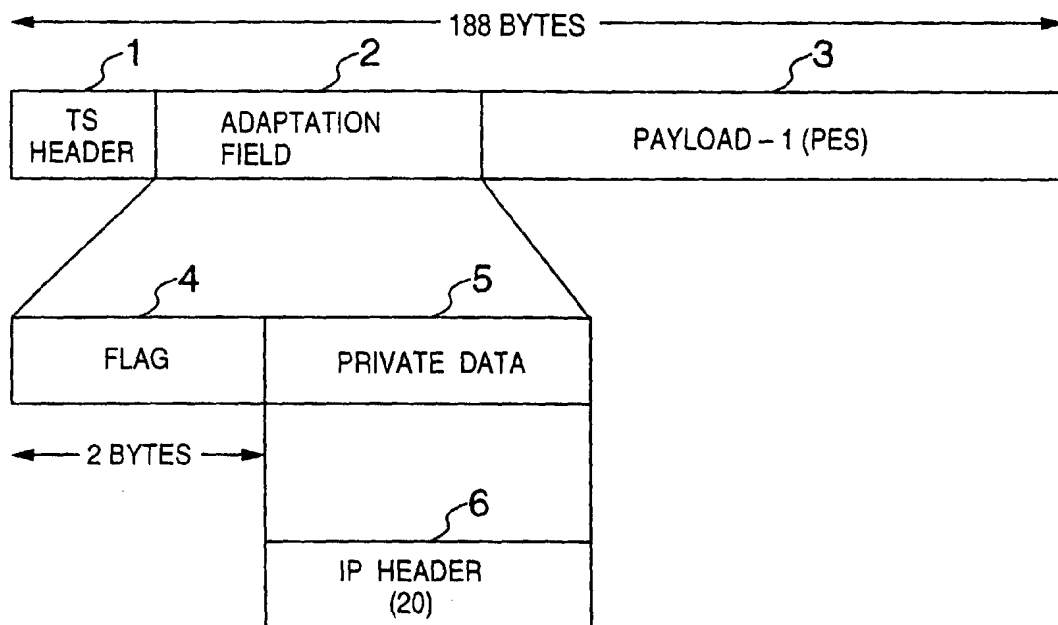 188 BYTES
1
2
3
TS
HEADER
ADAPTATION
FIELD
PAYLOAD – 1 (PES)
4
5
FLAG
PRIVATE DATA
2 BYTES
6
IP HEADER
(20)